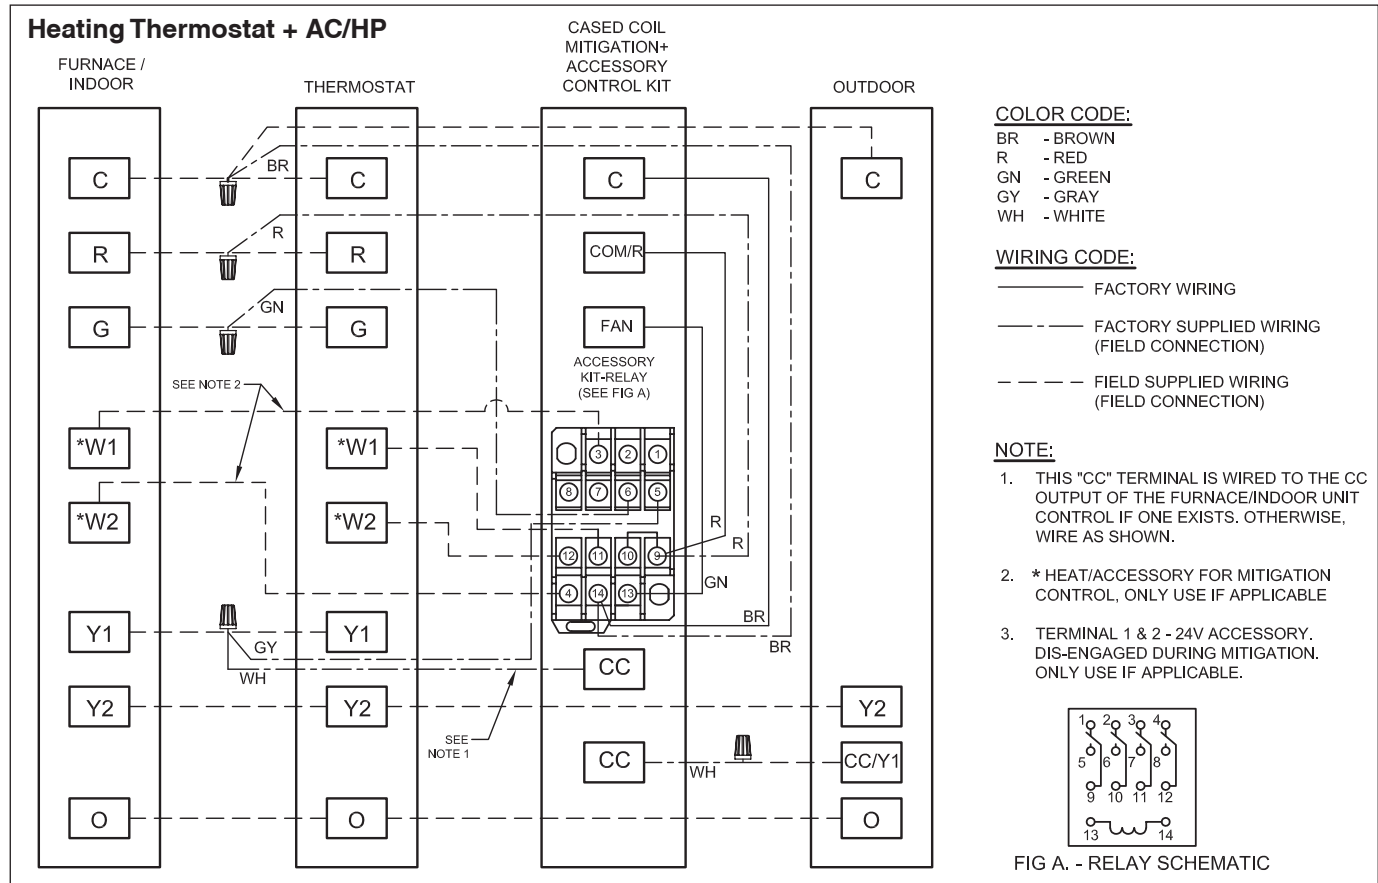 Heating Thermostat + AC/HP
FURNACE /
INDOOR
THERMOSTAT
CASED COIL
MITIGATION+
ACCESSORY
CONTROL KIT
OUTDOOR
C
BR
C
C
C
R
R
R
COM/R
G
GN
G
FAN
ACCESSORY
KIT-RELAY
(SEE FIG A)
SEE NOTE 2
*W1
*W1
3
2
1
8
7
6
5
*W2
*W2
R
R
12
11
10
9
GN
4
14
13
BR
BR
Y1
GY
WH
Y1
CC
Y2
Y2
Y2
SEE
NOTE 1
CC
WH
CC/Y1
O
O
O
COLOR CODE:
BR - BROWN
R - RED
GN - GREEN
GY - GRAY
WH - WHITE
WIRING CODE:
FACTORY WIRING
FACTORY SUPPLIED WIRING
(FIELD CONNECTION)
FIELD SUPPLIED WIRING
(FIELD CONNECTION)
NOTE:
1. THIS "CC" TERMINAL IS WIRED TO THE CC
OUTPUT OF THE FURNACE/INDOOR UNIT
CONTROL IF ONE EXISTS. OTHERWISE,
WIRE AS SHOWN.
2. * HEAT/ACCESSORY FOR MITIGATION
CONTROL, ONLY USE IF APPLICABLE
3. TERMINAL 1 & 2 - 24V ACCESSORY.
DIS-ENGAGED DURING MITIGATION.
ONLY USE IF APPLICABLE.
1 2 3 4
5 6 7 8
9 10 11 12
13 14
FIG A. - RELAY SCHEMATIC